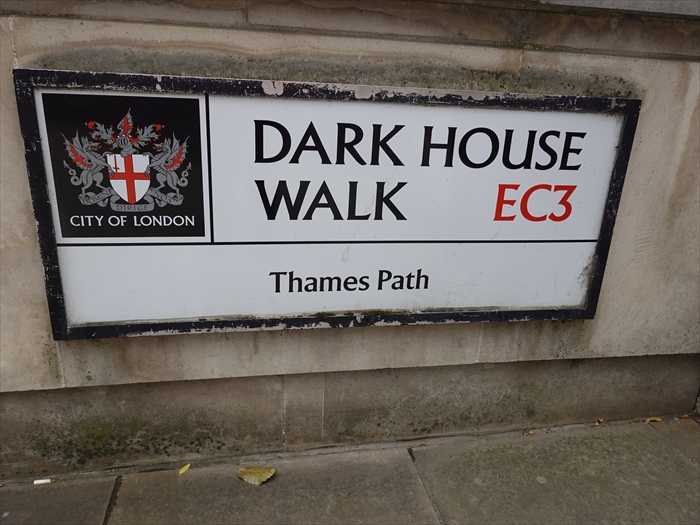 DARK HOUSE
WALK EC3
CITY OF LONDON
Thames Path